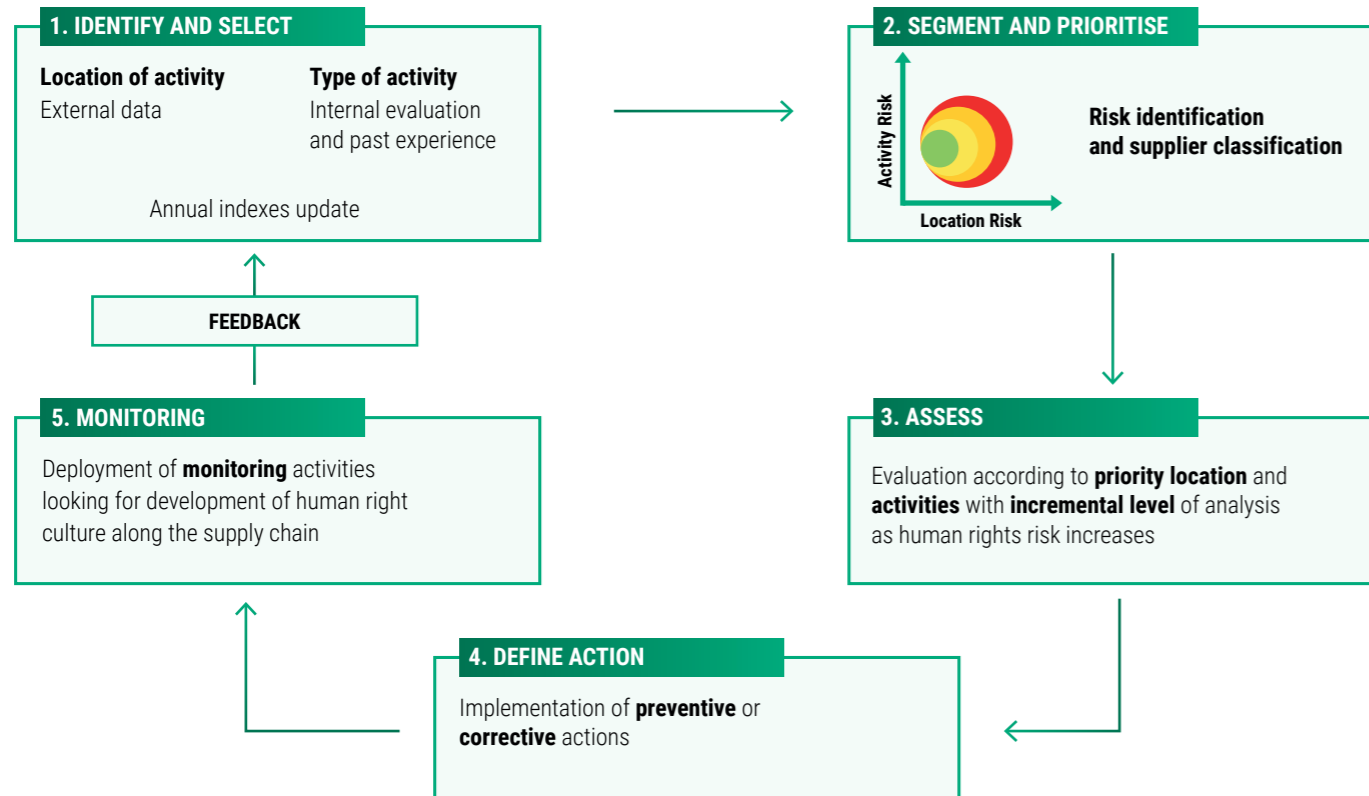 1. IDENTIFY AND SELECT
Location of activity
External data
Type of activity
Internal evaluation
and past experience
Annual indexes update
2. SEGMENT AND PRIORITISE
Activity Risk
Location Risk
Risk identification
and supplier classification
FEEDBACK
5. MONITORING
Deployment of monitoring activities
looking for development of human right
culture along the supply chain
3. ASSESS
Evaluation according to priority location and
activities with incremental level of analysis
as human rights risk increases
4. DEFINE ACTION
Implementation of preventive or
corrective actions